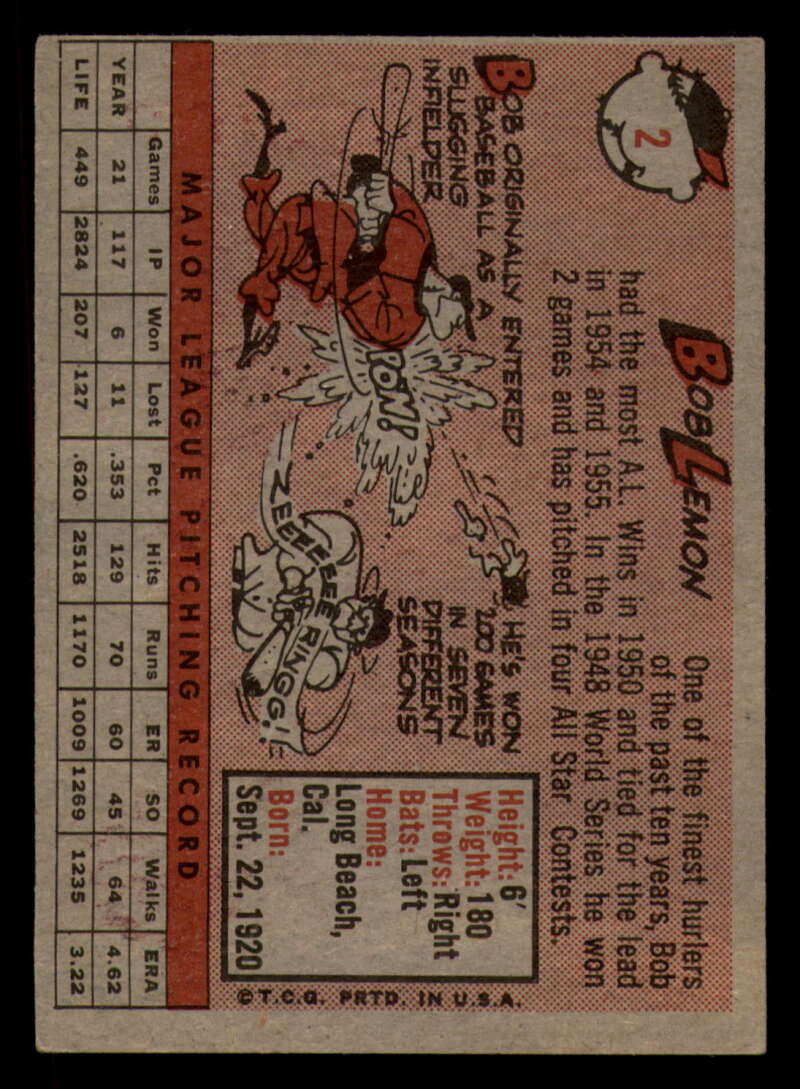 2
BOB LEMON
One of the finest hurlers
of the past ten years, Bob
had the most A.L. Wins in 1950 and tied for the lead
in 1954 and 1955. In the 1948 World Series he won
2 games and has pitched in four All Star Contests.
BOB ORIGINALLY ENTERED
BASEBALL AS A
SLUGGING
INFIELDER
POW!
HE'S WON
200 GAMES
IN SEVEN
DIFFERENT
SEASONS
ZEEEEEPEE RINGG!!
Height: 6'
Weight: 180
Throws: Right
Bats: Left
Home:
Long Beach,
Cal.
Born:
Sept. 22, 1920
© T.C.G. PRTD. IN U.S.A.
MAJOR LEAGUE PITCHING RECORD
Games IP Won Lost Pct Hits Runs ER SO Walks ERA
YEAR 21 117 6 11 .353 129 70 60 45 64 4.62
LIFE 449 2824 207 127 .620 2518 1170 1009 1269 1235 3.22